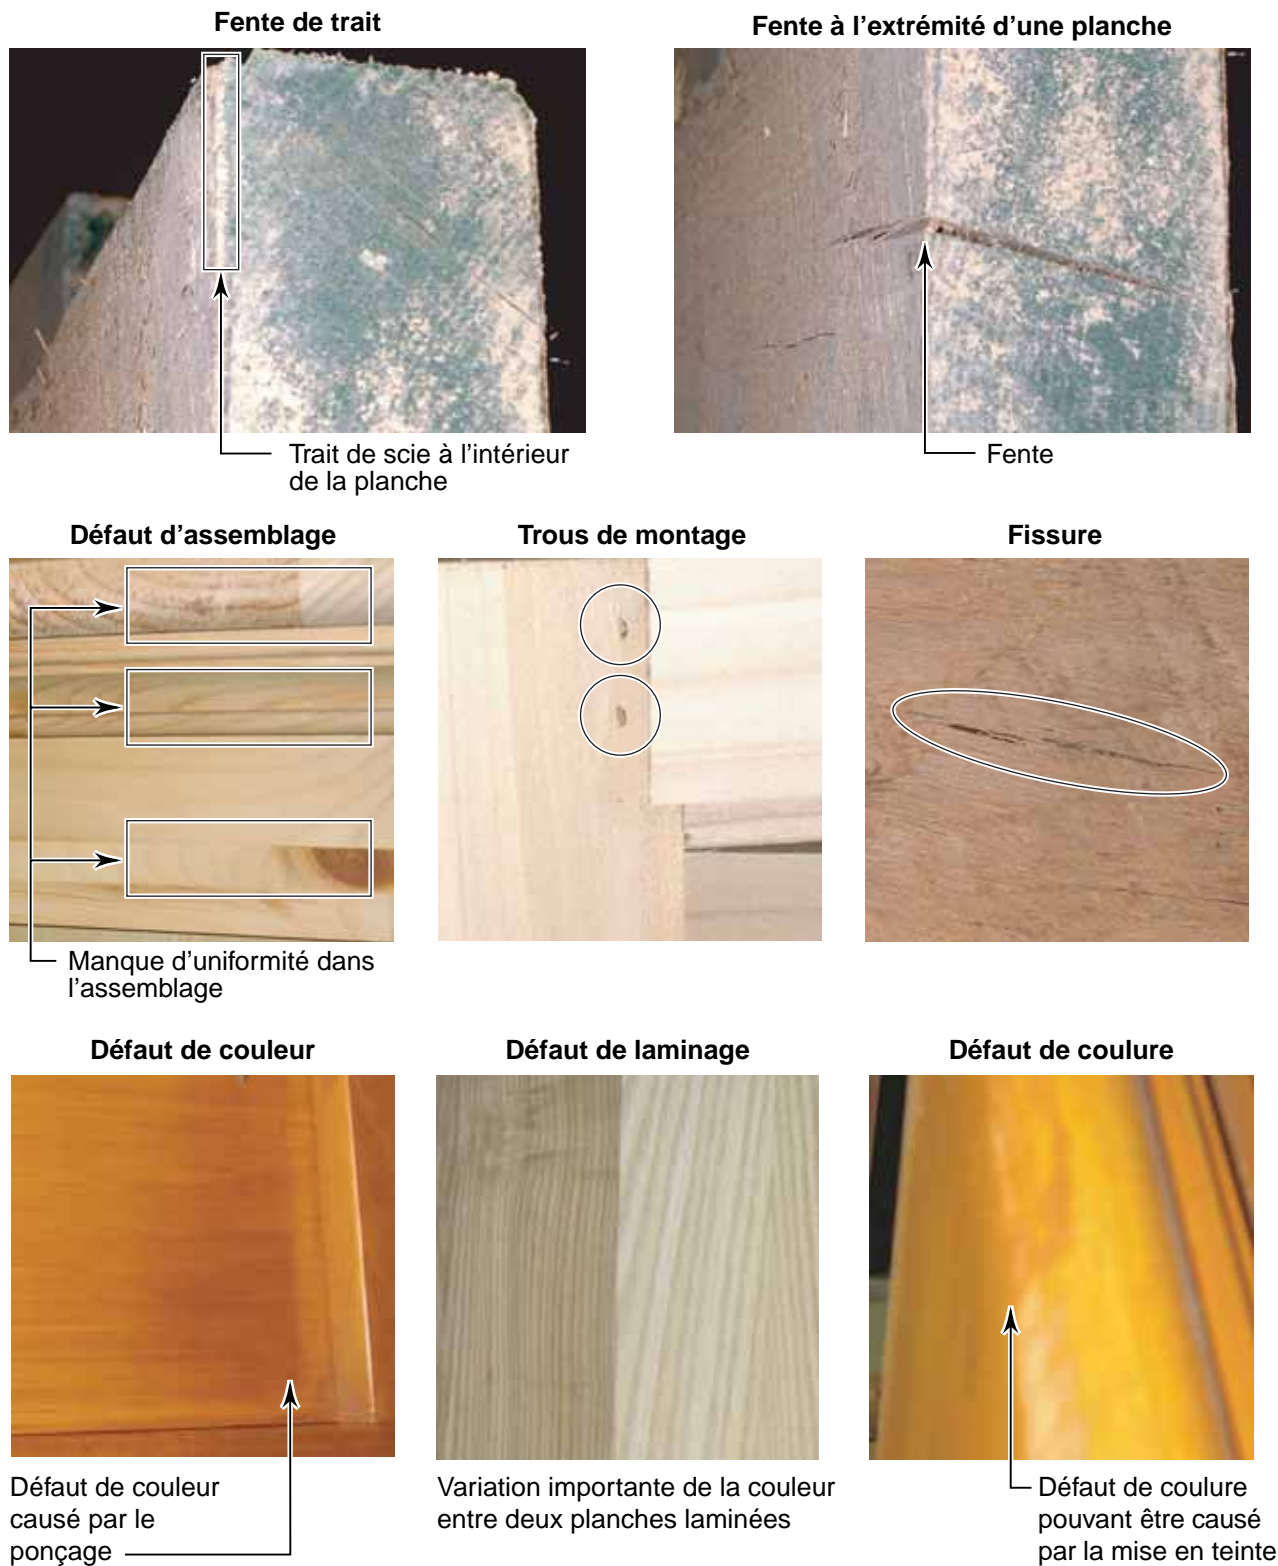 Fente de trait
Fente à l'extrémité d'une planche
Trait de scie à l'intérieur
de la planche
Fente
Défaut d'assemblage
Trous de montage
Fissure
Manque d'uniformité dans
l'assemblage
Défaut de couleur
Défaut de laminage
Défaut de coulure
Défaut de couleur
causé par le
ponçage
Variation importante de la couleur
entre deux planches laminées
Défaut de coulure
pouvant être causé
par la mise en teinte